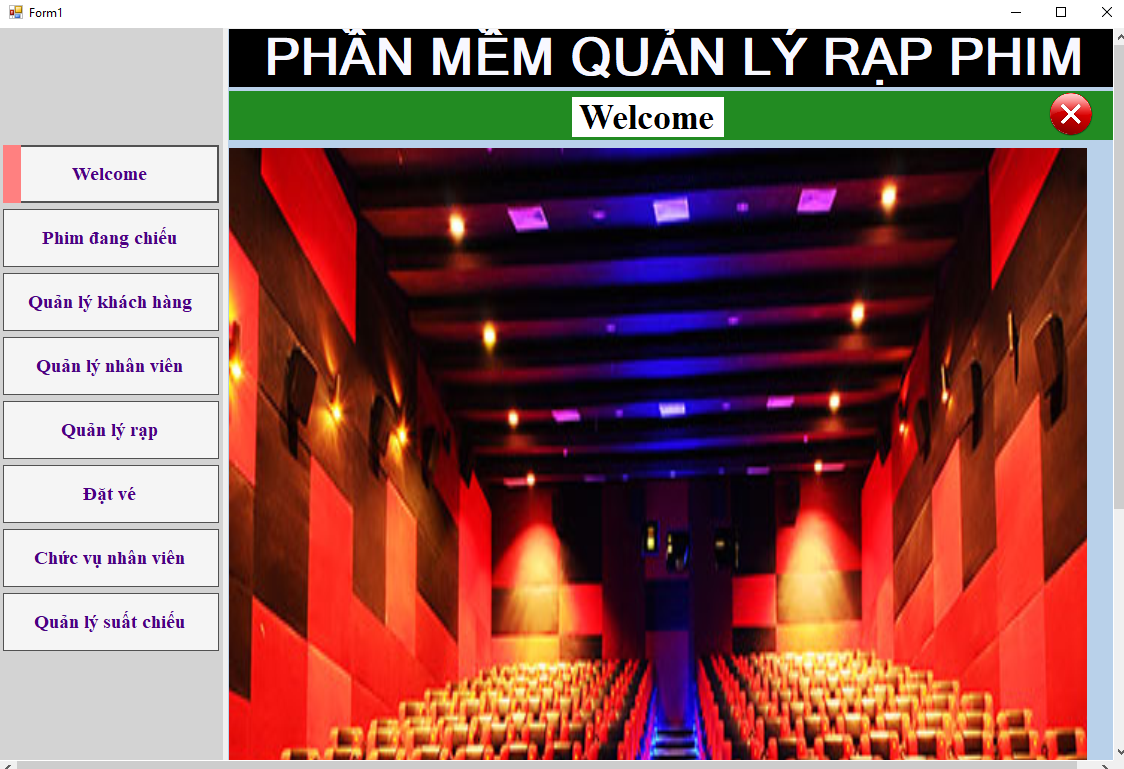 Form1
PHẦN MỀM QUẢN LÝ RẠP PHIM
Welcome
Welcome
Phim đang chiếu
Quản lý khách hàng
Quản lý nhân viên
Quản lý rạp
Đặt vé
Chức vụ nhân viên
Quản lý suất chiếu